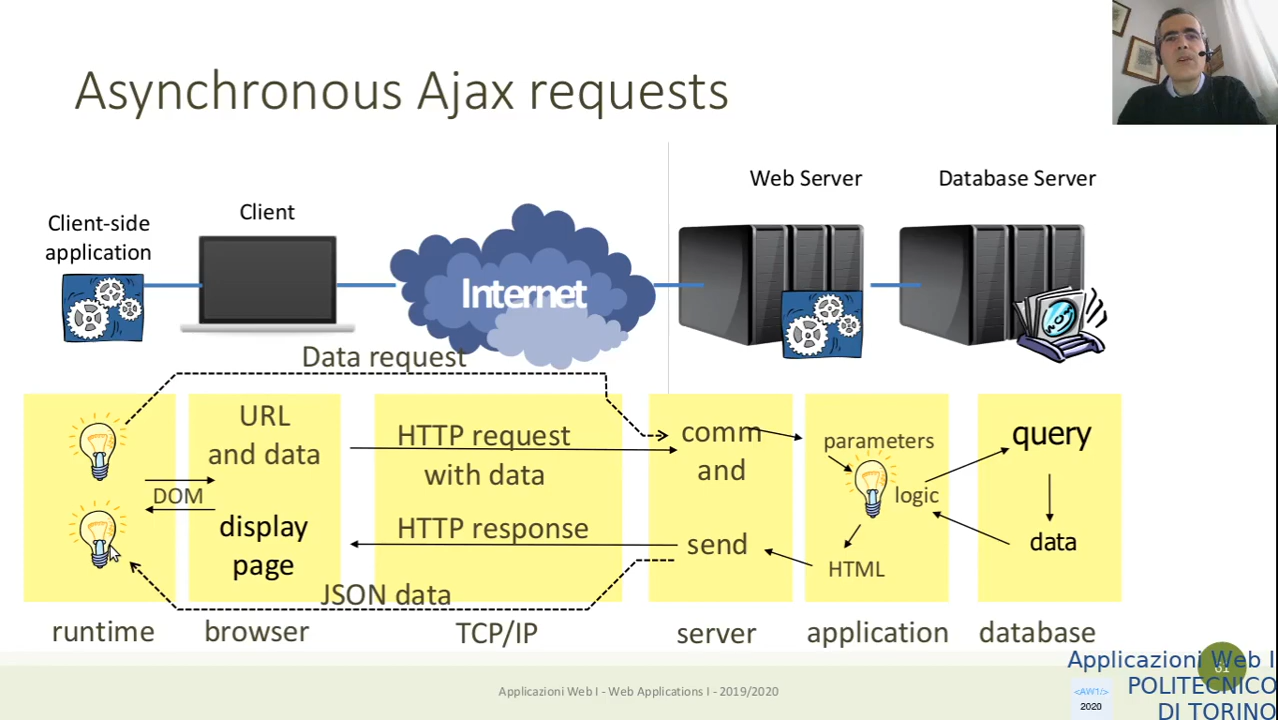 Asynchronous Ajax requests
Web Server
Database Server
Client
Client-side
application
Internet
Data request
URL
and data
HTTP request
with data
comm
and
parameters
query
logic
DOM
display
page
HTTP response
send
HTML
data
JSON data
runtime
browser
TCP/IP
server
application
database
Applicazioni Web I - Web Applications I - 2019/2020
61
Applicazioni Web I
POLITECNICO
DI TORINO
<AW1/>
2020